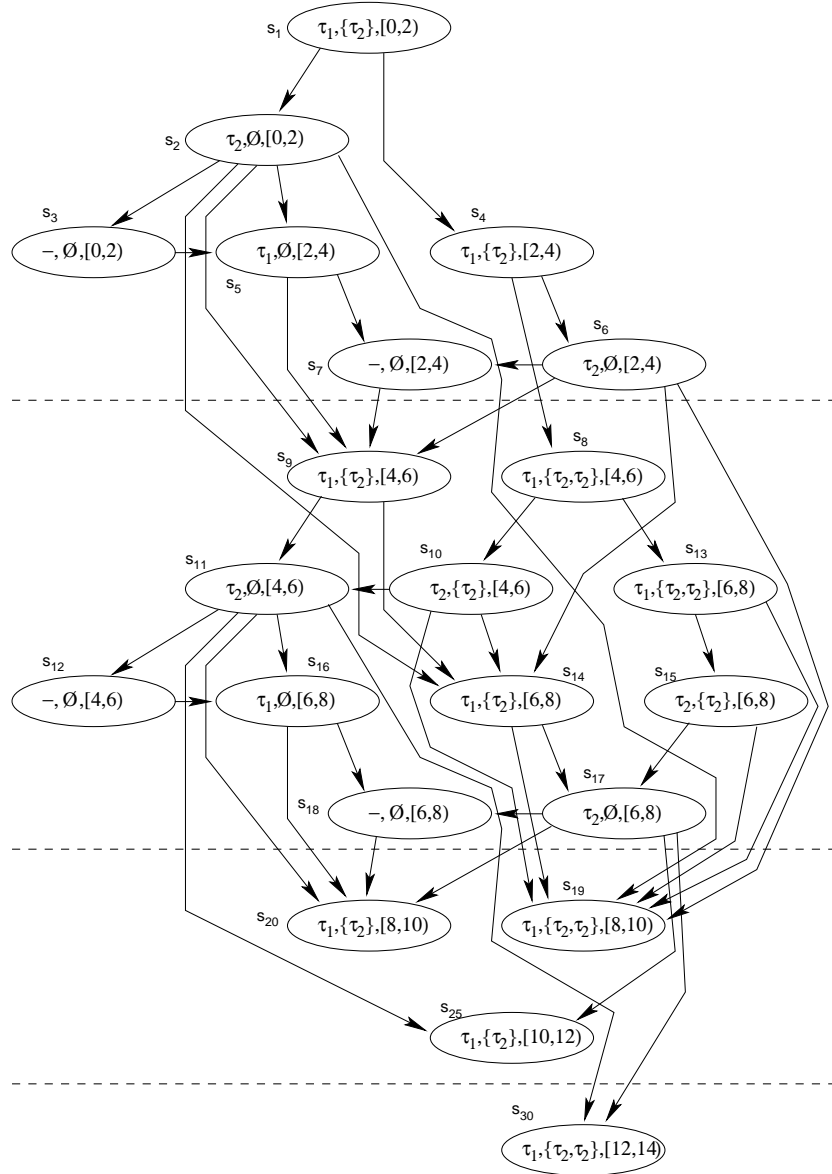 s₁ τ₁,{τ₂},[0,2)
s₂ τ₂,Ø,[0,2)
s₃ s₄
−, Ø,[0,2) τ₁,Ø,[2,4) τ₁,{τ₂},[2,4)
s₅ s₆
s₇ −, Ø,[2,4) τ₂,Ø,[2,4)
s₉ s₈
τ₁,{τ₂},[4,6) τ₁,{τ₂,τ₂},[4,6)
s₁₁ s₁₀ s₁₃
τ₂,Ø,[4,6) τ₂,{τ₂},[4,6) τ₁,{τ₂,τ₂},[6,8)
s₁₂ s₁₆ s₁₄ s₁₅
−, Ø,[4,6) τ₁,Ø,[6,8) τ₁,{τ₂},[6,8) τ₂,{τ₂},[6,8)
s₁₈ s₁₇
−, Ø,[6,8) τ₂,Ø,[6,8)
s₂₀ s₁₉
τ₁,{τ₂},[8,10) τ₁,{τ₂,τ₂},[8,10)
s₂₅
τ₁,{τ₂},[10,12)
s₃₀
τ₁,{τ₂,τ₂},[12,14)